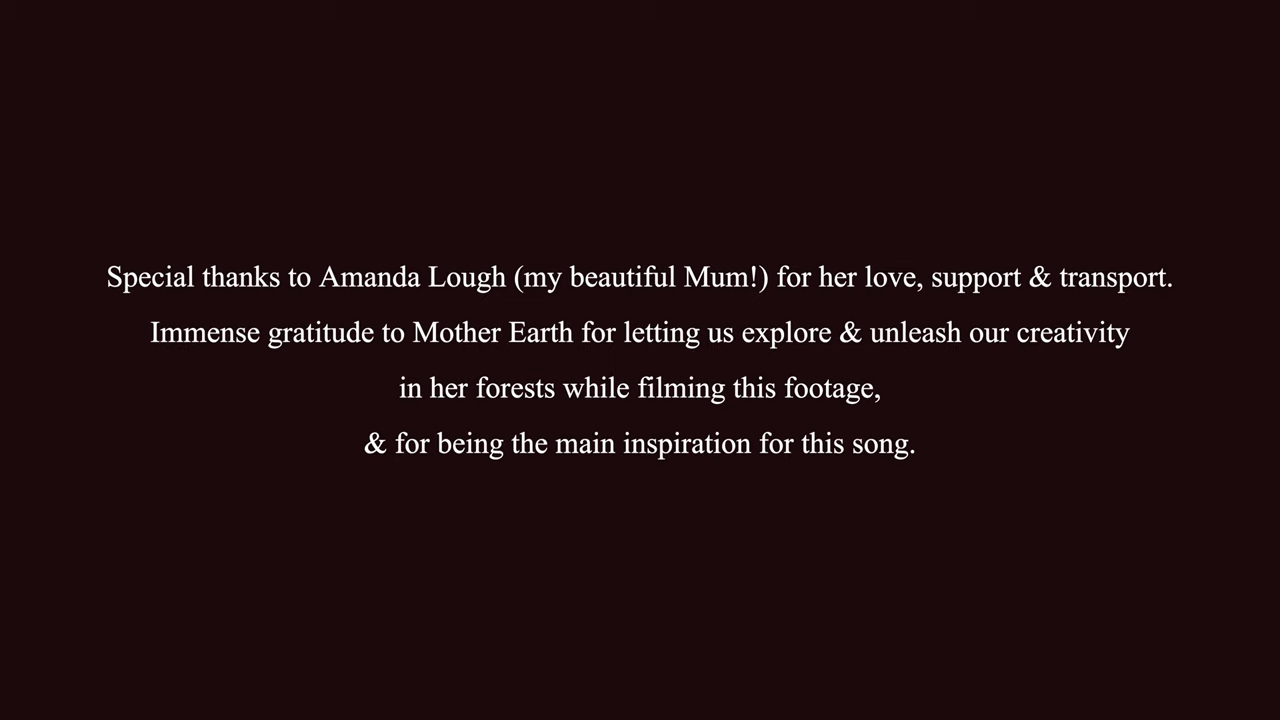 Special thanks to Amanda Lough (my beautiful Mum!) for her love, support & transport.
Immense gratitude to Mother Earth for letting us explore & unleash our creativity
in her forests while filming this footage,
& for being the main inspiration for this song.